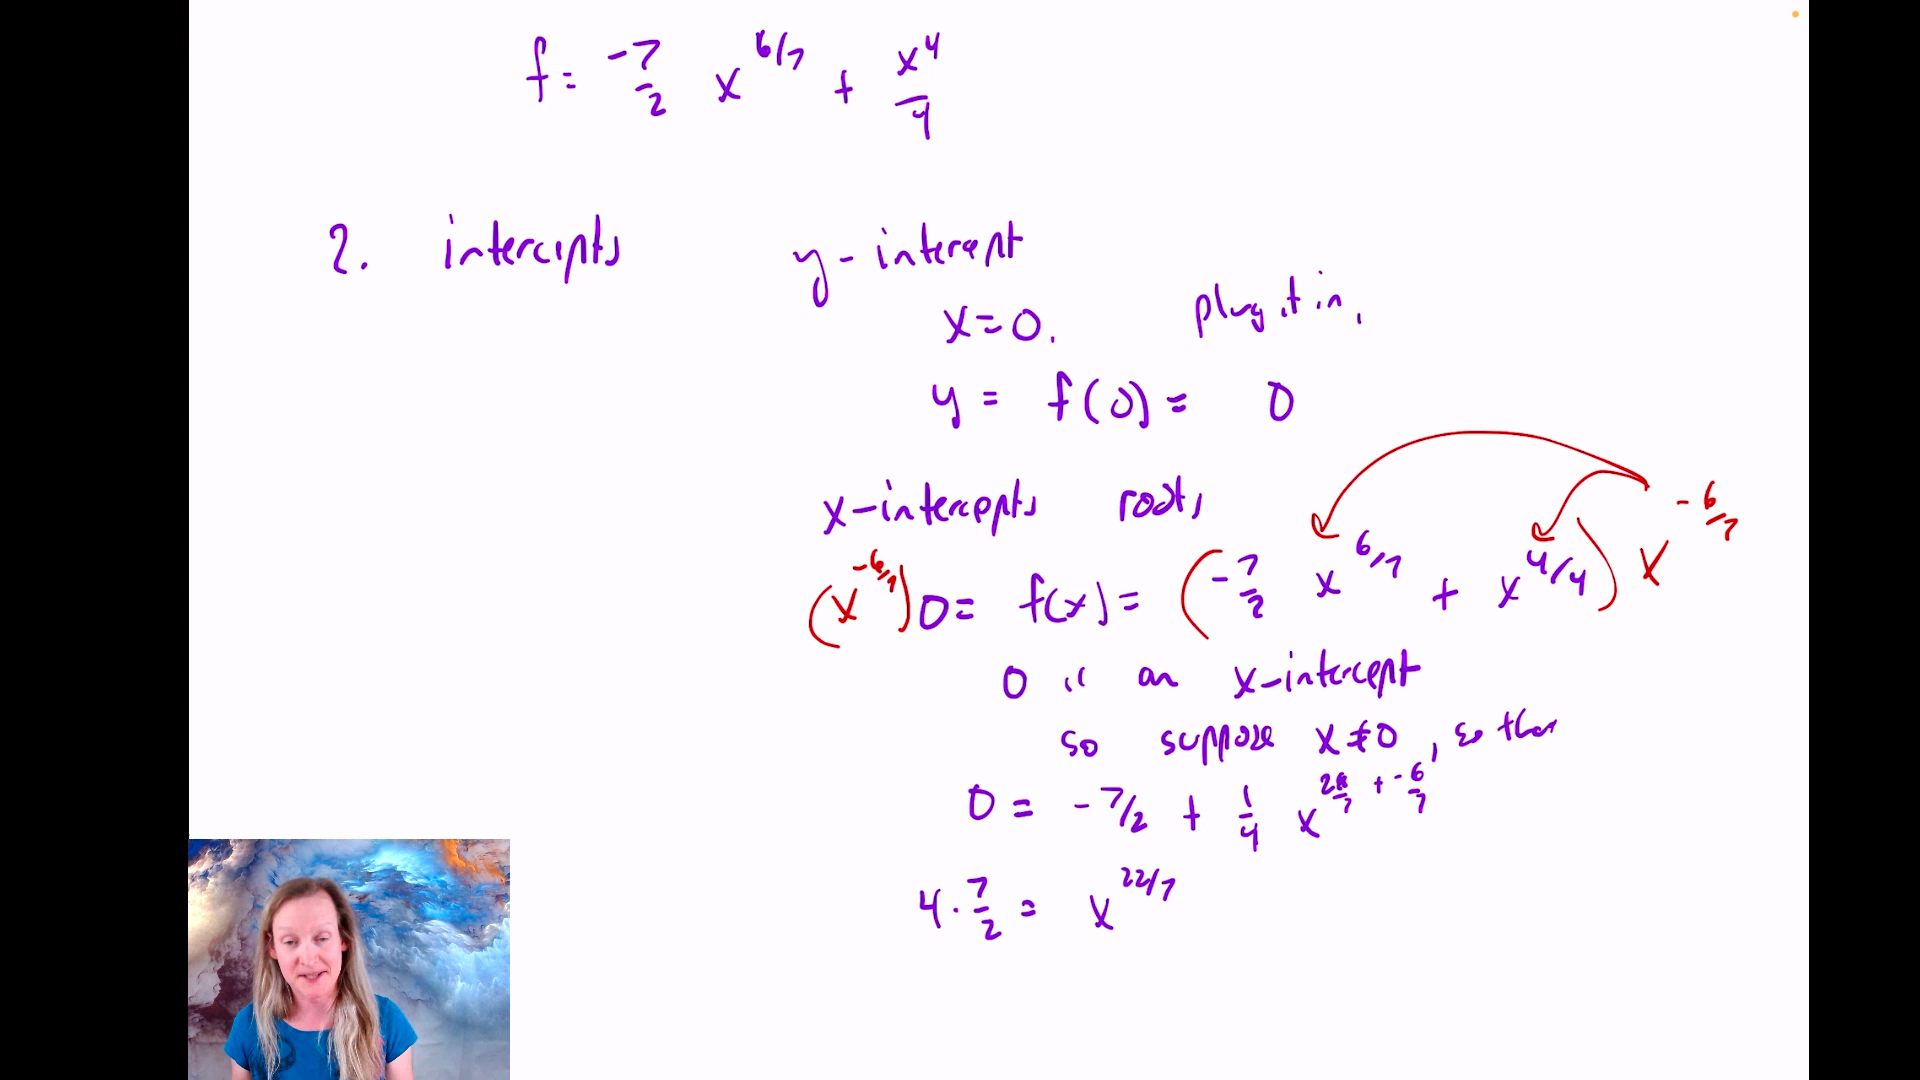 f = -7/2 x^6/7 + x^4/4
2. intercepts y-intercept
x=0. plug it in.
y = f(0) = 0
x-intercepts roots
(x^-6/7) 0 = f(x) = (-7/2 x^6/7 + x^4/4) x^-6/7
0 is an x-intercept
so suppose x≠0, so that
0 = -7/2 + 1/4 x^28/7 + -6/7
4 · 7/2 = x^22/7